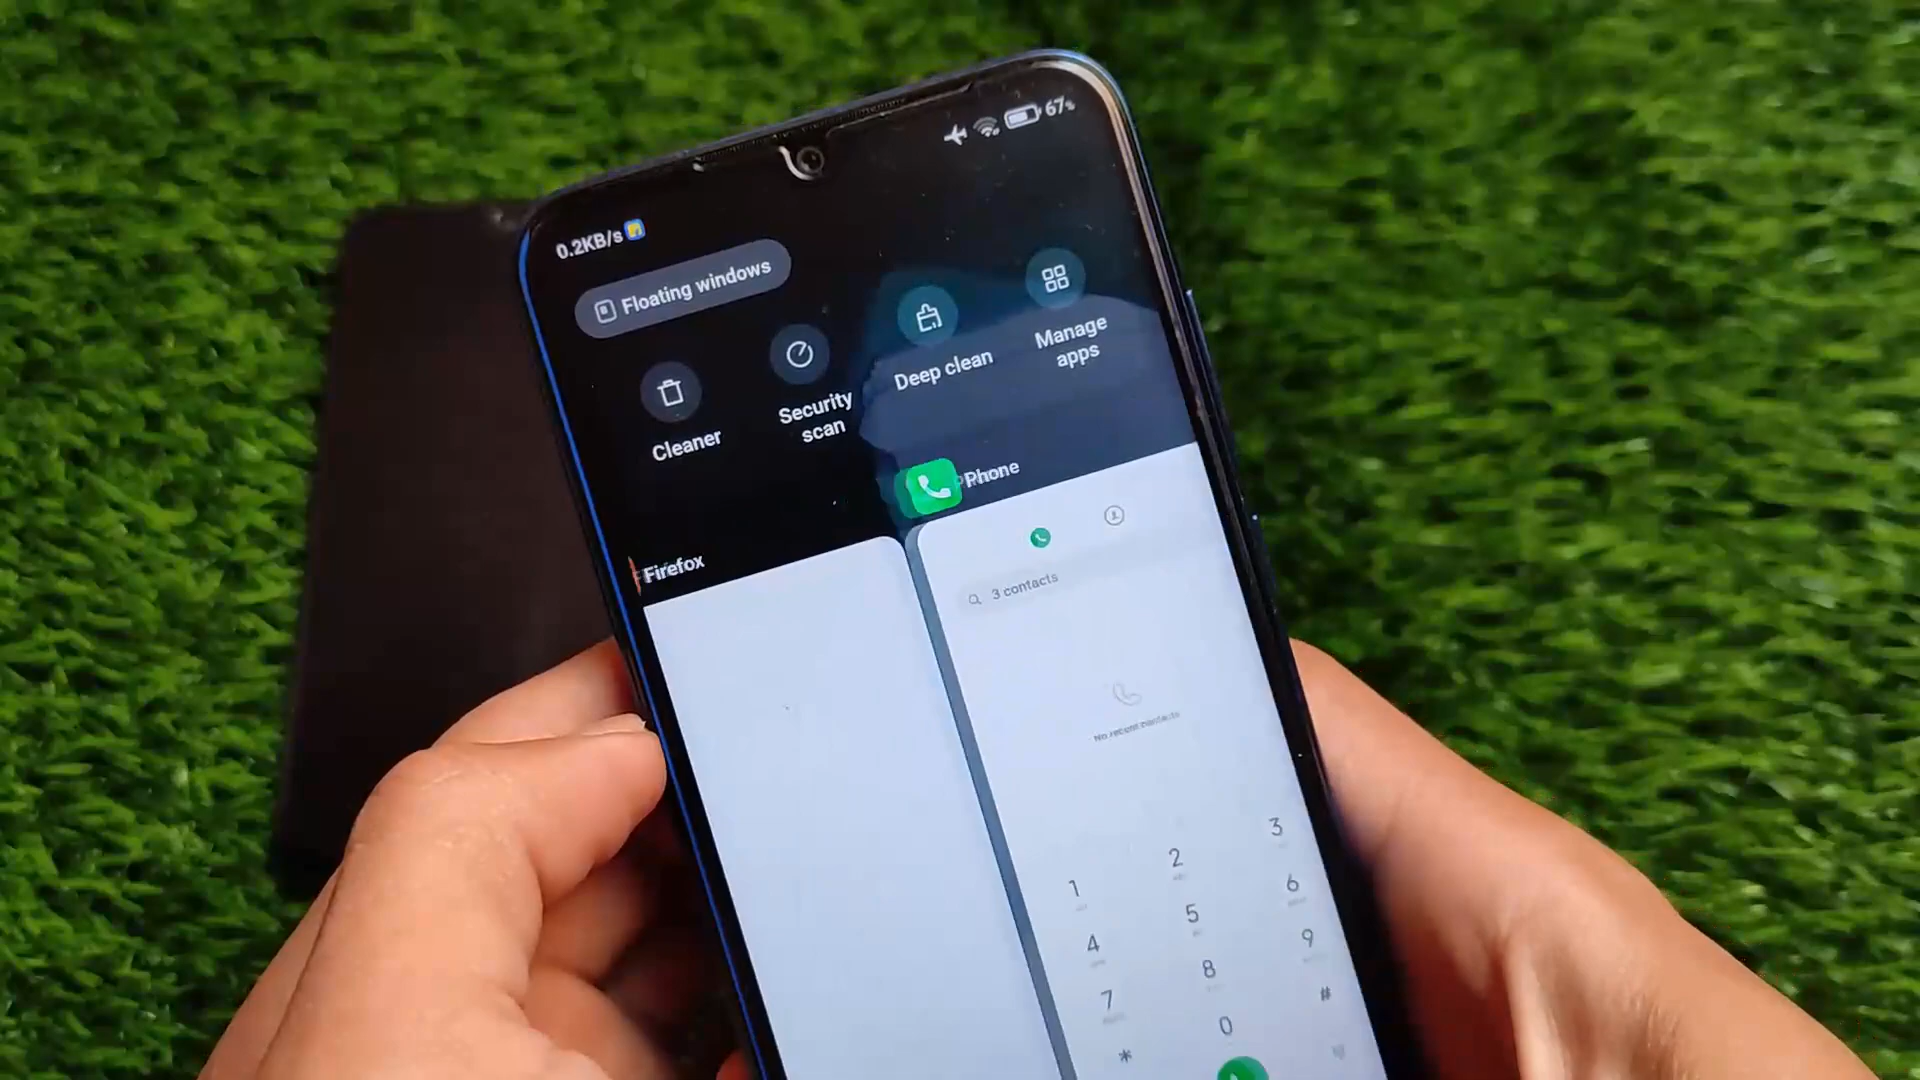 67%
0.2KB/s
Floating windows
Cleaner
Security
scan
Deep clean
Manage
apps
Firefox
Phone
3 contacts
No recent contacts
1 2 3
4 5 6
7 8 9
* 0 #